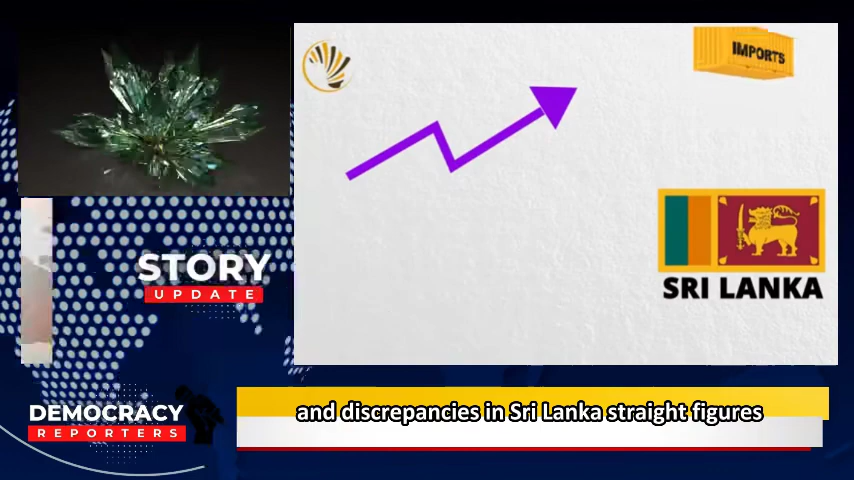 IMPORTS
SRI LANKA
STORY
UPDATE
DEMOCRACY
REPORTERS
and discrepancies in Sri Lanka straight figures